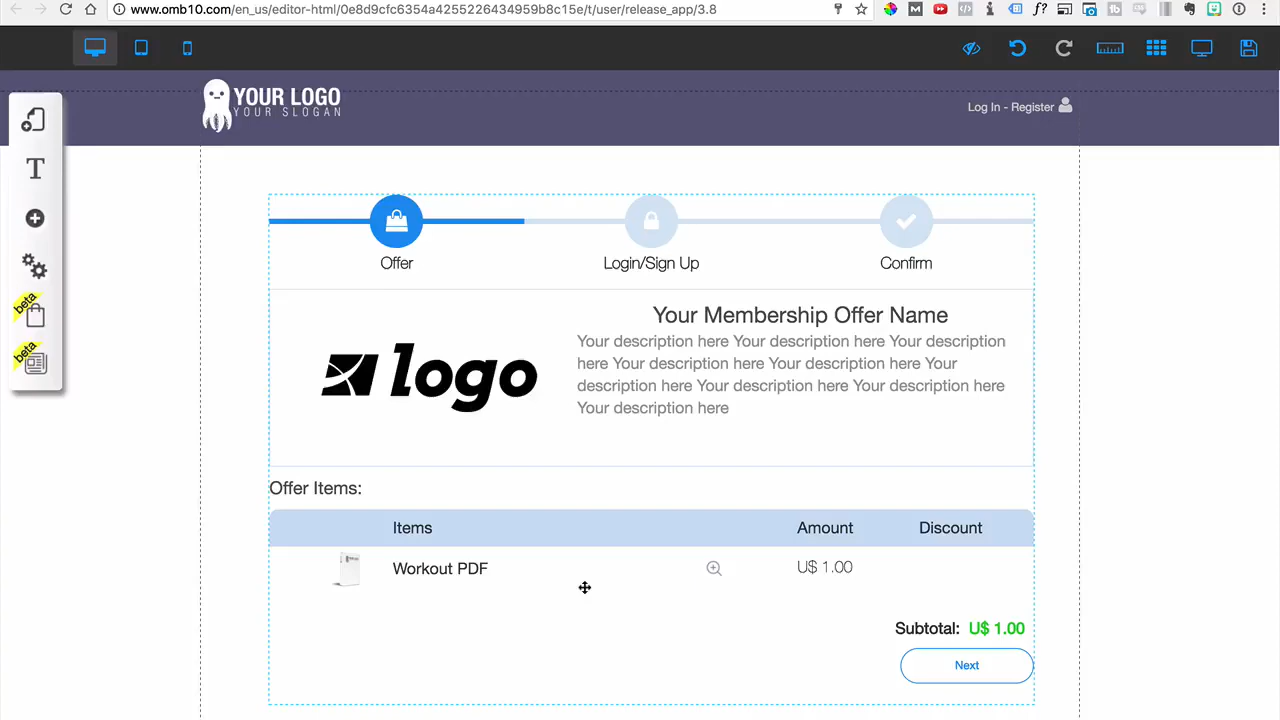 www.omb10.com/en_us/editor-html/0e8d9cfc6354a4255226434959b8c15e/t/user/release_app/3.8
YOUR LOGO
YOUR SLOGAN
Log In - Register
T
beta
beta
Offer
Login/Sign Up
Confirm
Your Membership Offer Name
Your description here Your description here Your description
here Your description here Your description here Your
description here Your description here Your description here
Your description here
logo
Offer Items:
Items Amount Discount
Workout PDF U$ 1.00
Subtotal: U$ 1.00
Next